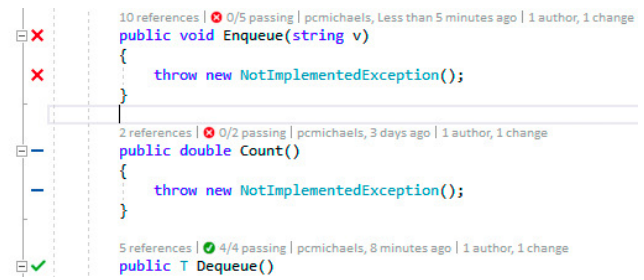 10 references | 0/5 passing | pcmichaels, Less than 5 minutes ago | 1 author, 1 change
public void Enqueue(string v)
{
throw new NotImplementedException();
}
2 references | 0/2 passing | pcmichaels, 3 days ago | 1 author, 1 change
public double Count()
{
throw new NotImplementedException();
}
5 references | 4/4 passing | pcmichaels, 8 minutes ago | 1 author, 1 change
public T Dequeue()